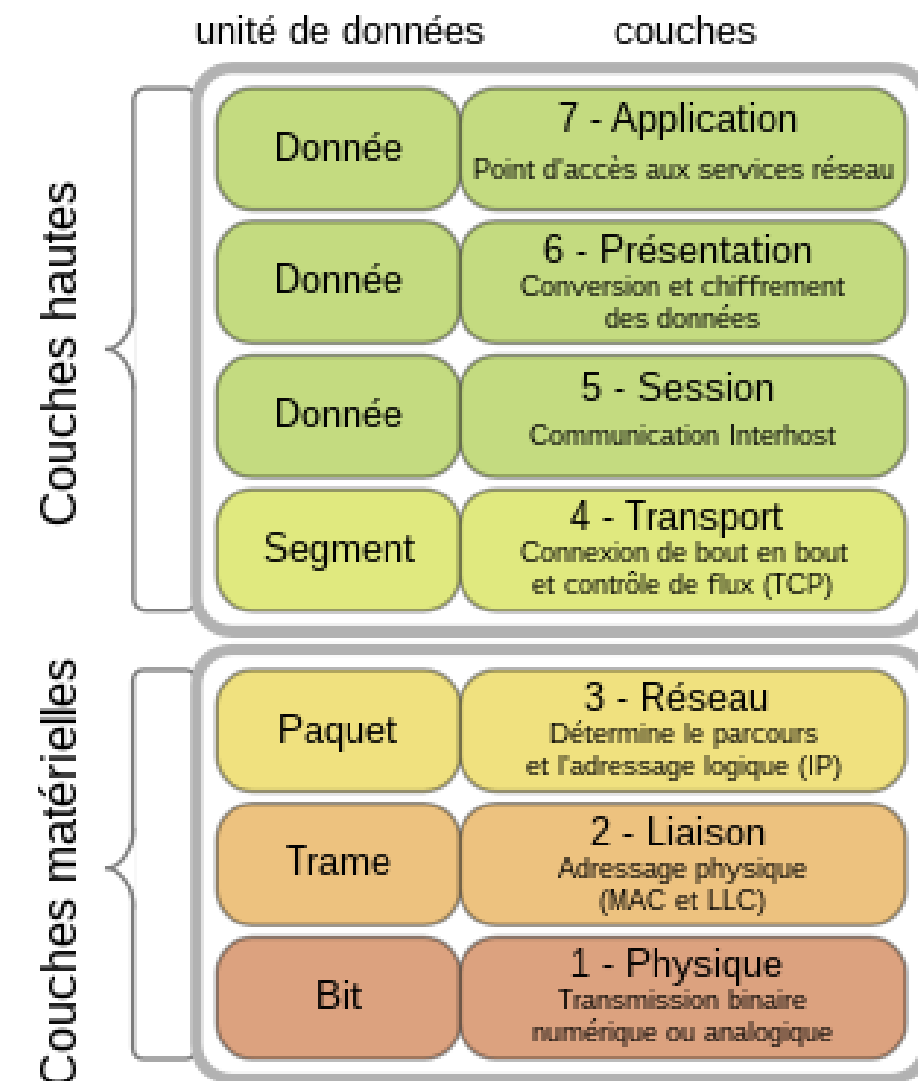 unité de données couches
Couches hautes
Donnée
7 - Application
Point d'accès aux services réseau
Donnée
6 - Présentation
Conversion et chiffrement
des données
Donnée
5 - Session
Communication Interhost
Segment
4 - Transport
Connexion de bout en bout
et contrôle de flux (TCP)
Couches matérielles
Paquet
3 - Réseau
Détermine le parcours
et l'adressage logique (IP)
Trame
2 - Liaison
Adressage physique
(MAC et LLC)
Bit
1 - Physique
Transmission binaire
numérique ou analogique